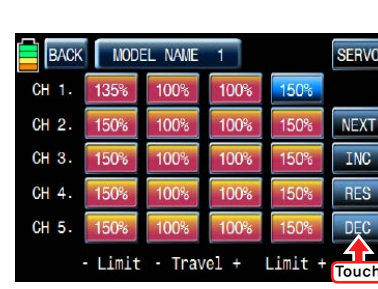 BACK MODEL NAME 1 SERVO
CH 1. 135% 100% 100% 150%
CH 2. 150% 100% 100% 150% NEXT
CH 3. 150% 100% 100% 150% INC
CH 4. 150% 100% 100% 150% RES
CH 5. 150% 100% 100% 150% DEC
- Limit - Travel + Limit +
Touch